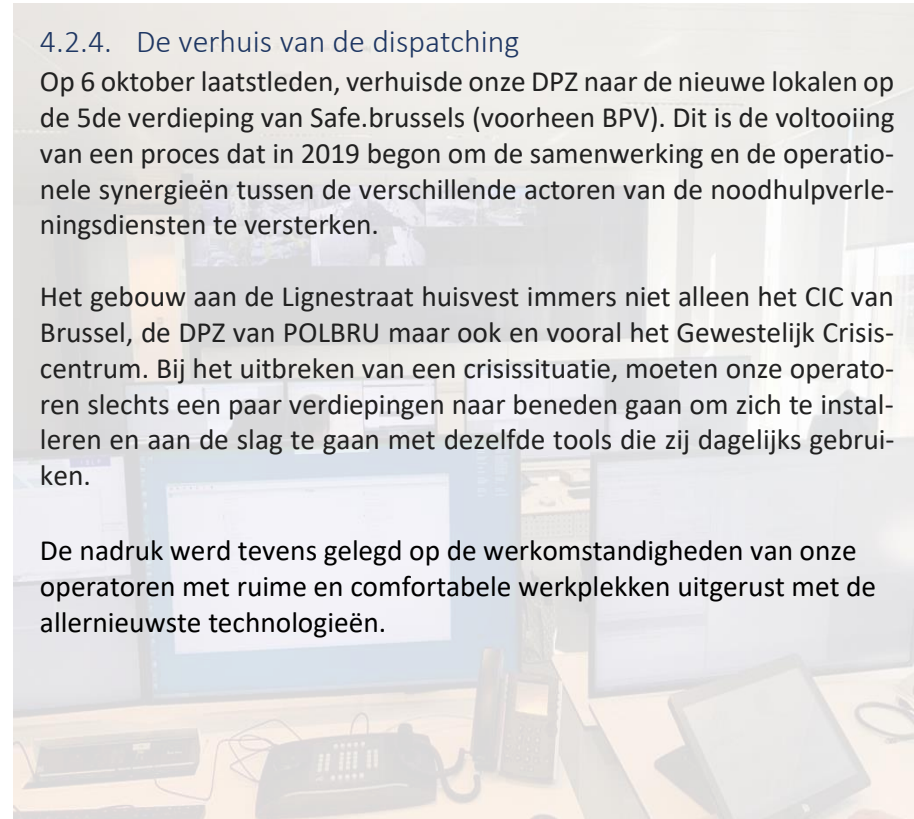 4.2.4. De verhuis van de dispatching
Op 6 oktober laatstleden, verhuisde onze DPZ naar de nieuwe lokalen op
de 5de verdieping van Safe.brussels (voorheen BPV). Dit is de voltooiing
van een proces dat in 2019 begon om de samenwerking en de operatio-
nele synergieën tussen de verschillende actoren van de noodhulpverle-
ningsdiensten te versterken.
Het gebouw aan de Lignestraat huisvest immers niet alleen het CIC van
Brussel, de DPZ van POLBRU maar ook en vooral het Gewestelijk Crisis-
centrum. Bij het uitbreken van een crisissituatie, moeten onze operato-
ren slechts een paar verdiepingen naar beneden gaan om zich te instal-
leren en aan de slag te gaan met dezelfde tools die zij dagelijks gebrui-
ken.
De nadruk werd tevens gelegd op de werkomstandigheden van onze
operatoren met ruime en comfortabele werkplekken uitgerust met de
allernieuwste technologieën.